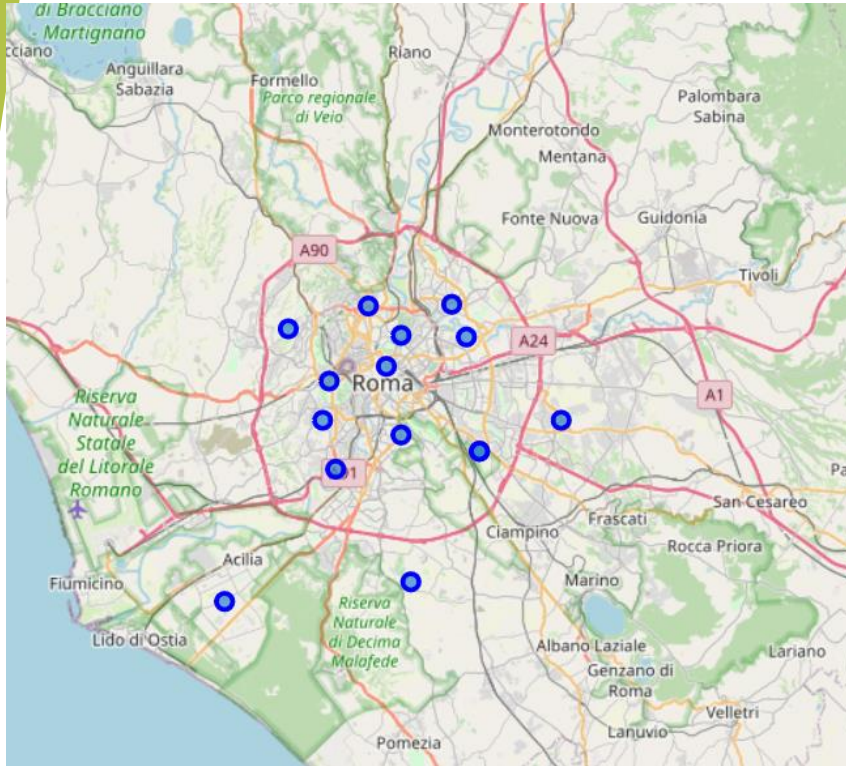 di Bracciano
- Martignano
cciano
Anguillara
Sabazia
Formello
Parco regionale
di Veio
Riano
Palombara
Sabina
Monterotondo
Mentana
Fonte Nuova
Guidonia
Tivoli
A90
A24
Roma
A1
Riserva
Naturale
Statale
del Litorale
Romano
San Cesareo
Frascati
Ciampino
Rocca Priora
Acilia
Fiumicino
Marino
Lido di Ostia
Riserva
Naturale
di Decima
Malafede
Albano Laziale
Genzano di
Roma
Lariano
Velletri
Lanuvio
Pomezia